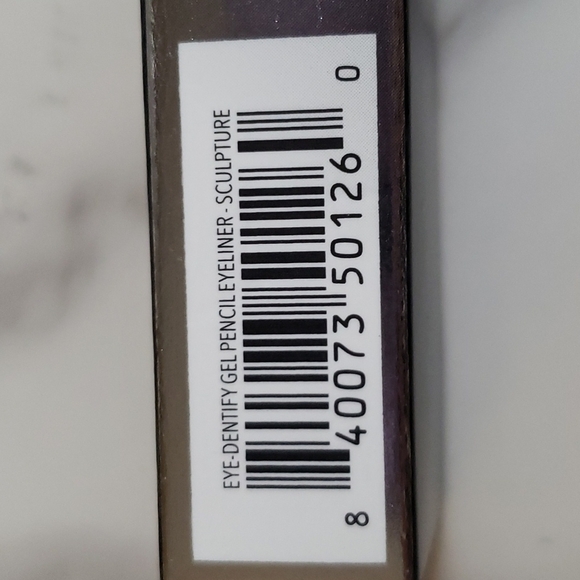 EYE-DENTIFY GEL PENCIL EYELINER - SCULPTURE
8 40073 50126 0